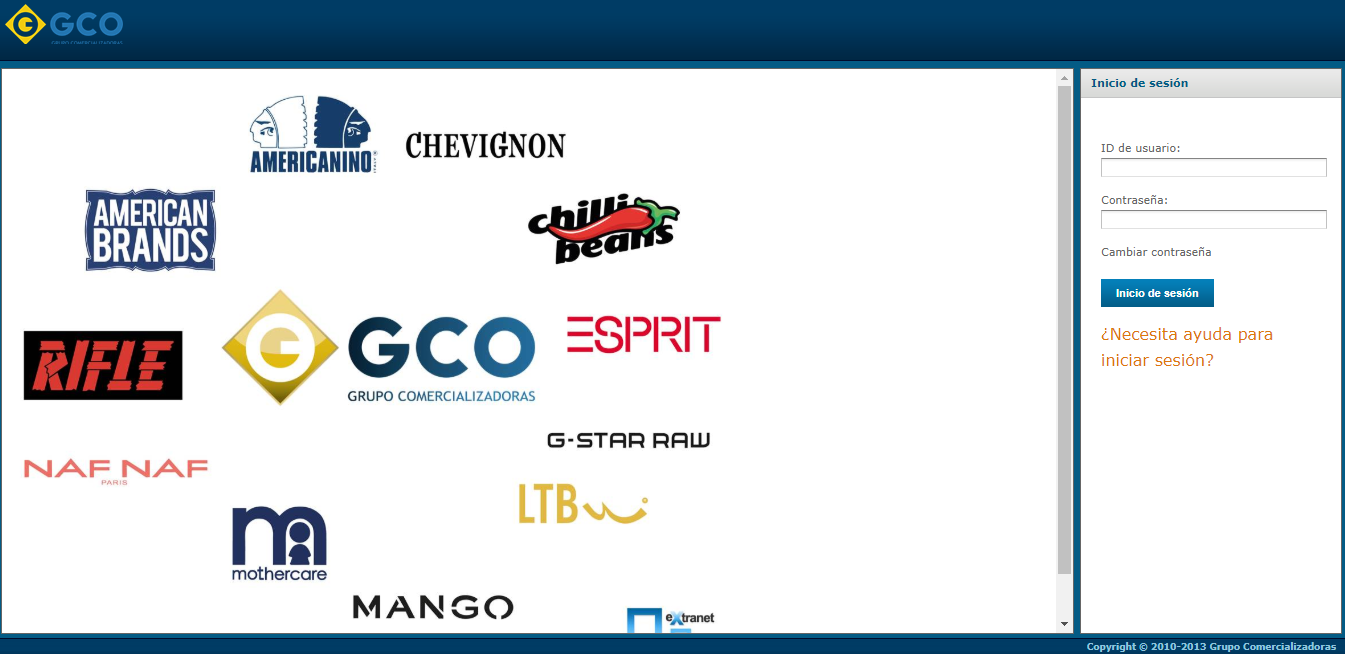 GCO
GRUPO COMERCIALIZADORAS
Inicio de sesión
AMERICANINO
CHEVIGNON
AMERICAN
BRANDS
chilli
beans
ID de usuario:
Contraseña:
Cambiar contraseña
Inicio de sesión
¿Necesita ayuda para
iniciar sesión?
RIFLE
G GCO
GRUPO COMERCIALIZADORAS
ESPRIT
G-STAR RAW
NAF NAF
PARIS
LTB
m
mothercare
MANGO
eXtranet
Copyright © 2010-2013 Grupo Comercializadoras